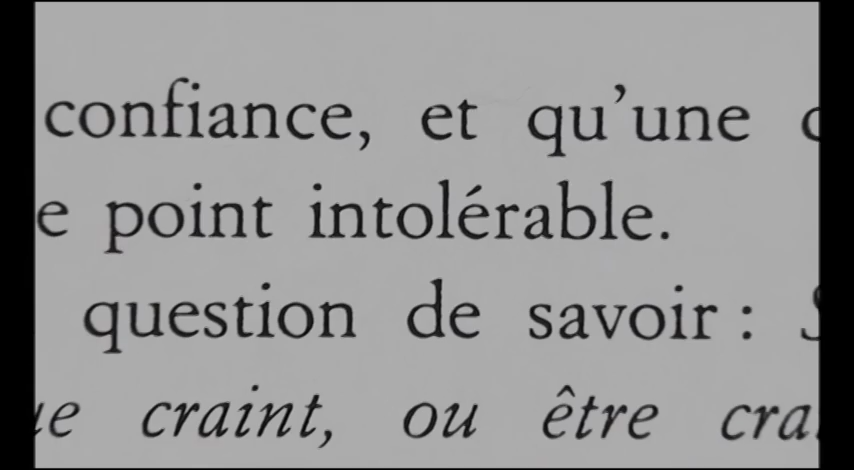 confiance, et qu'une
point intolérable.
question de savoir :
craint, ou être